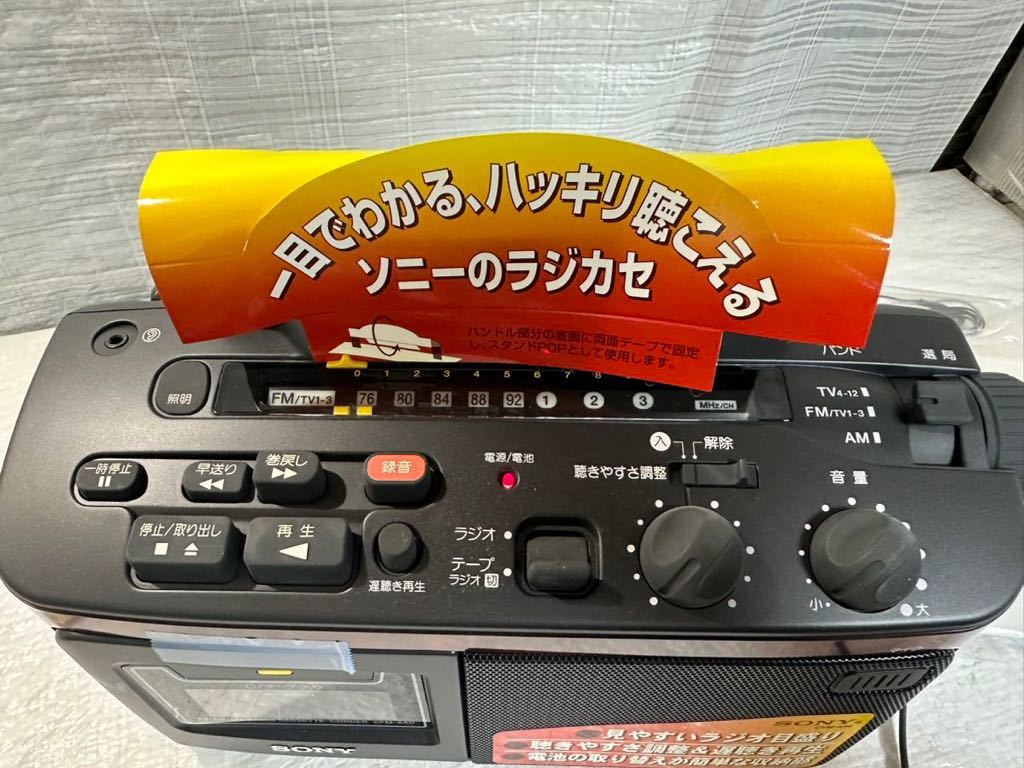 一目でわかる、ハッキリ聴こえる
ソニーのラジカセ
ハンドル部分の底面に両面テープで固定
し、スタンドPOPとして使用します。
バンド
選局
0 1 2 3 4 5 6 7 8
照明
FM/TV1-3 76 80 84 88 92 1 2 3 MHz/CH
TV4-12
FM/TV1-3
AM
入 解除
聴きやすさ調整
音量
小 大
電源/電池
一時停止
早送り
巻戻し
録音
停止/取り出し
再生
遅聴き再生
ラジオ
テープ
ラジオ切
SONY
SONY
見やすいラジオ目盛り
聴きやすさ調整&遅聴き再生
電池の取り替えが簡単な収納部